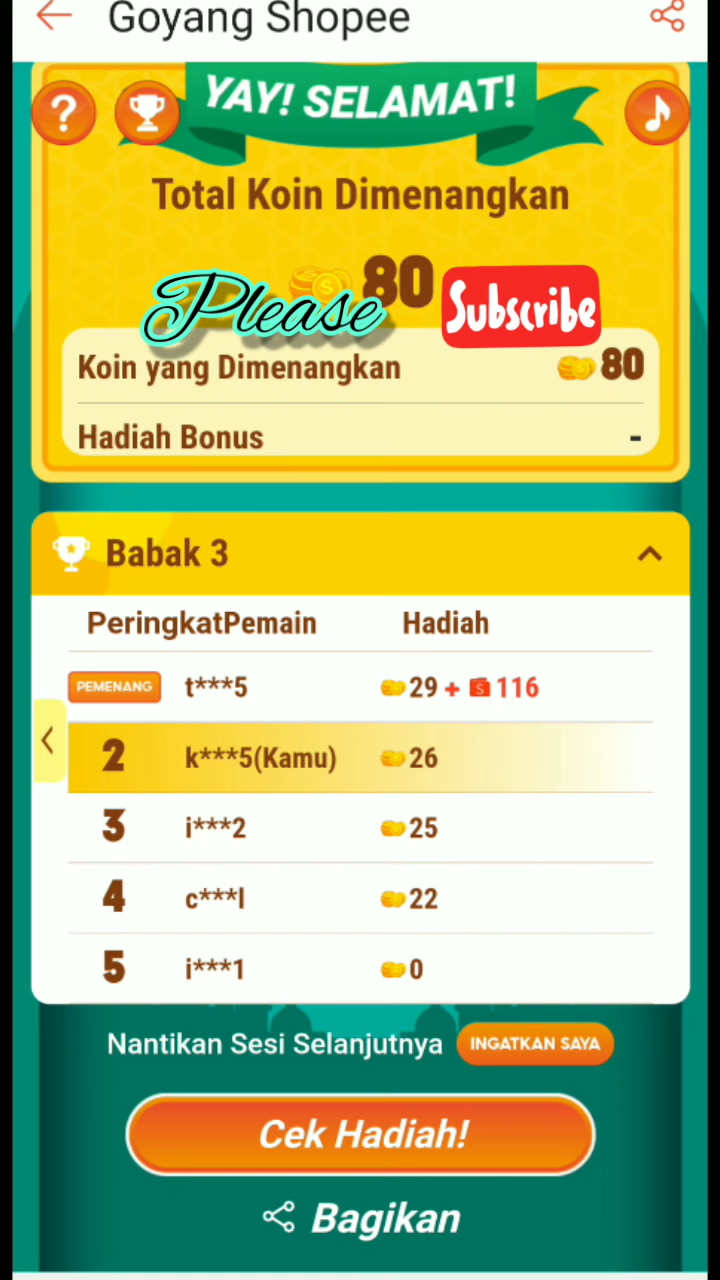 Goyang Shopee
?
YAY! SELAMAT!
Total Koin Dimenangkan
80
Please Subscribe
Koin yang Dimenangkan 80
Hadiah Bonus -
Babak 3
PeringkatPemain Hadiah
PEMENANG t***5 29 + S 116
2 k***5(Kamu) 26
3 i***2 25
4 c***l 22
5 i***1 0
Nantikan Sesi Selanjutnya INGATKAN SAYA
Cek Hadiah!
Bagikan